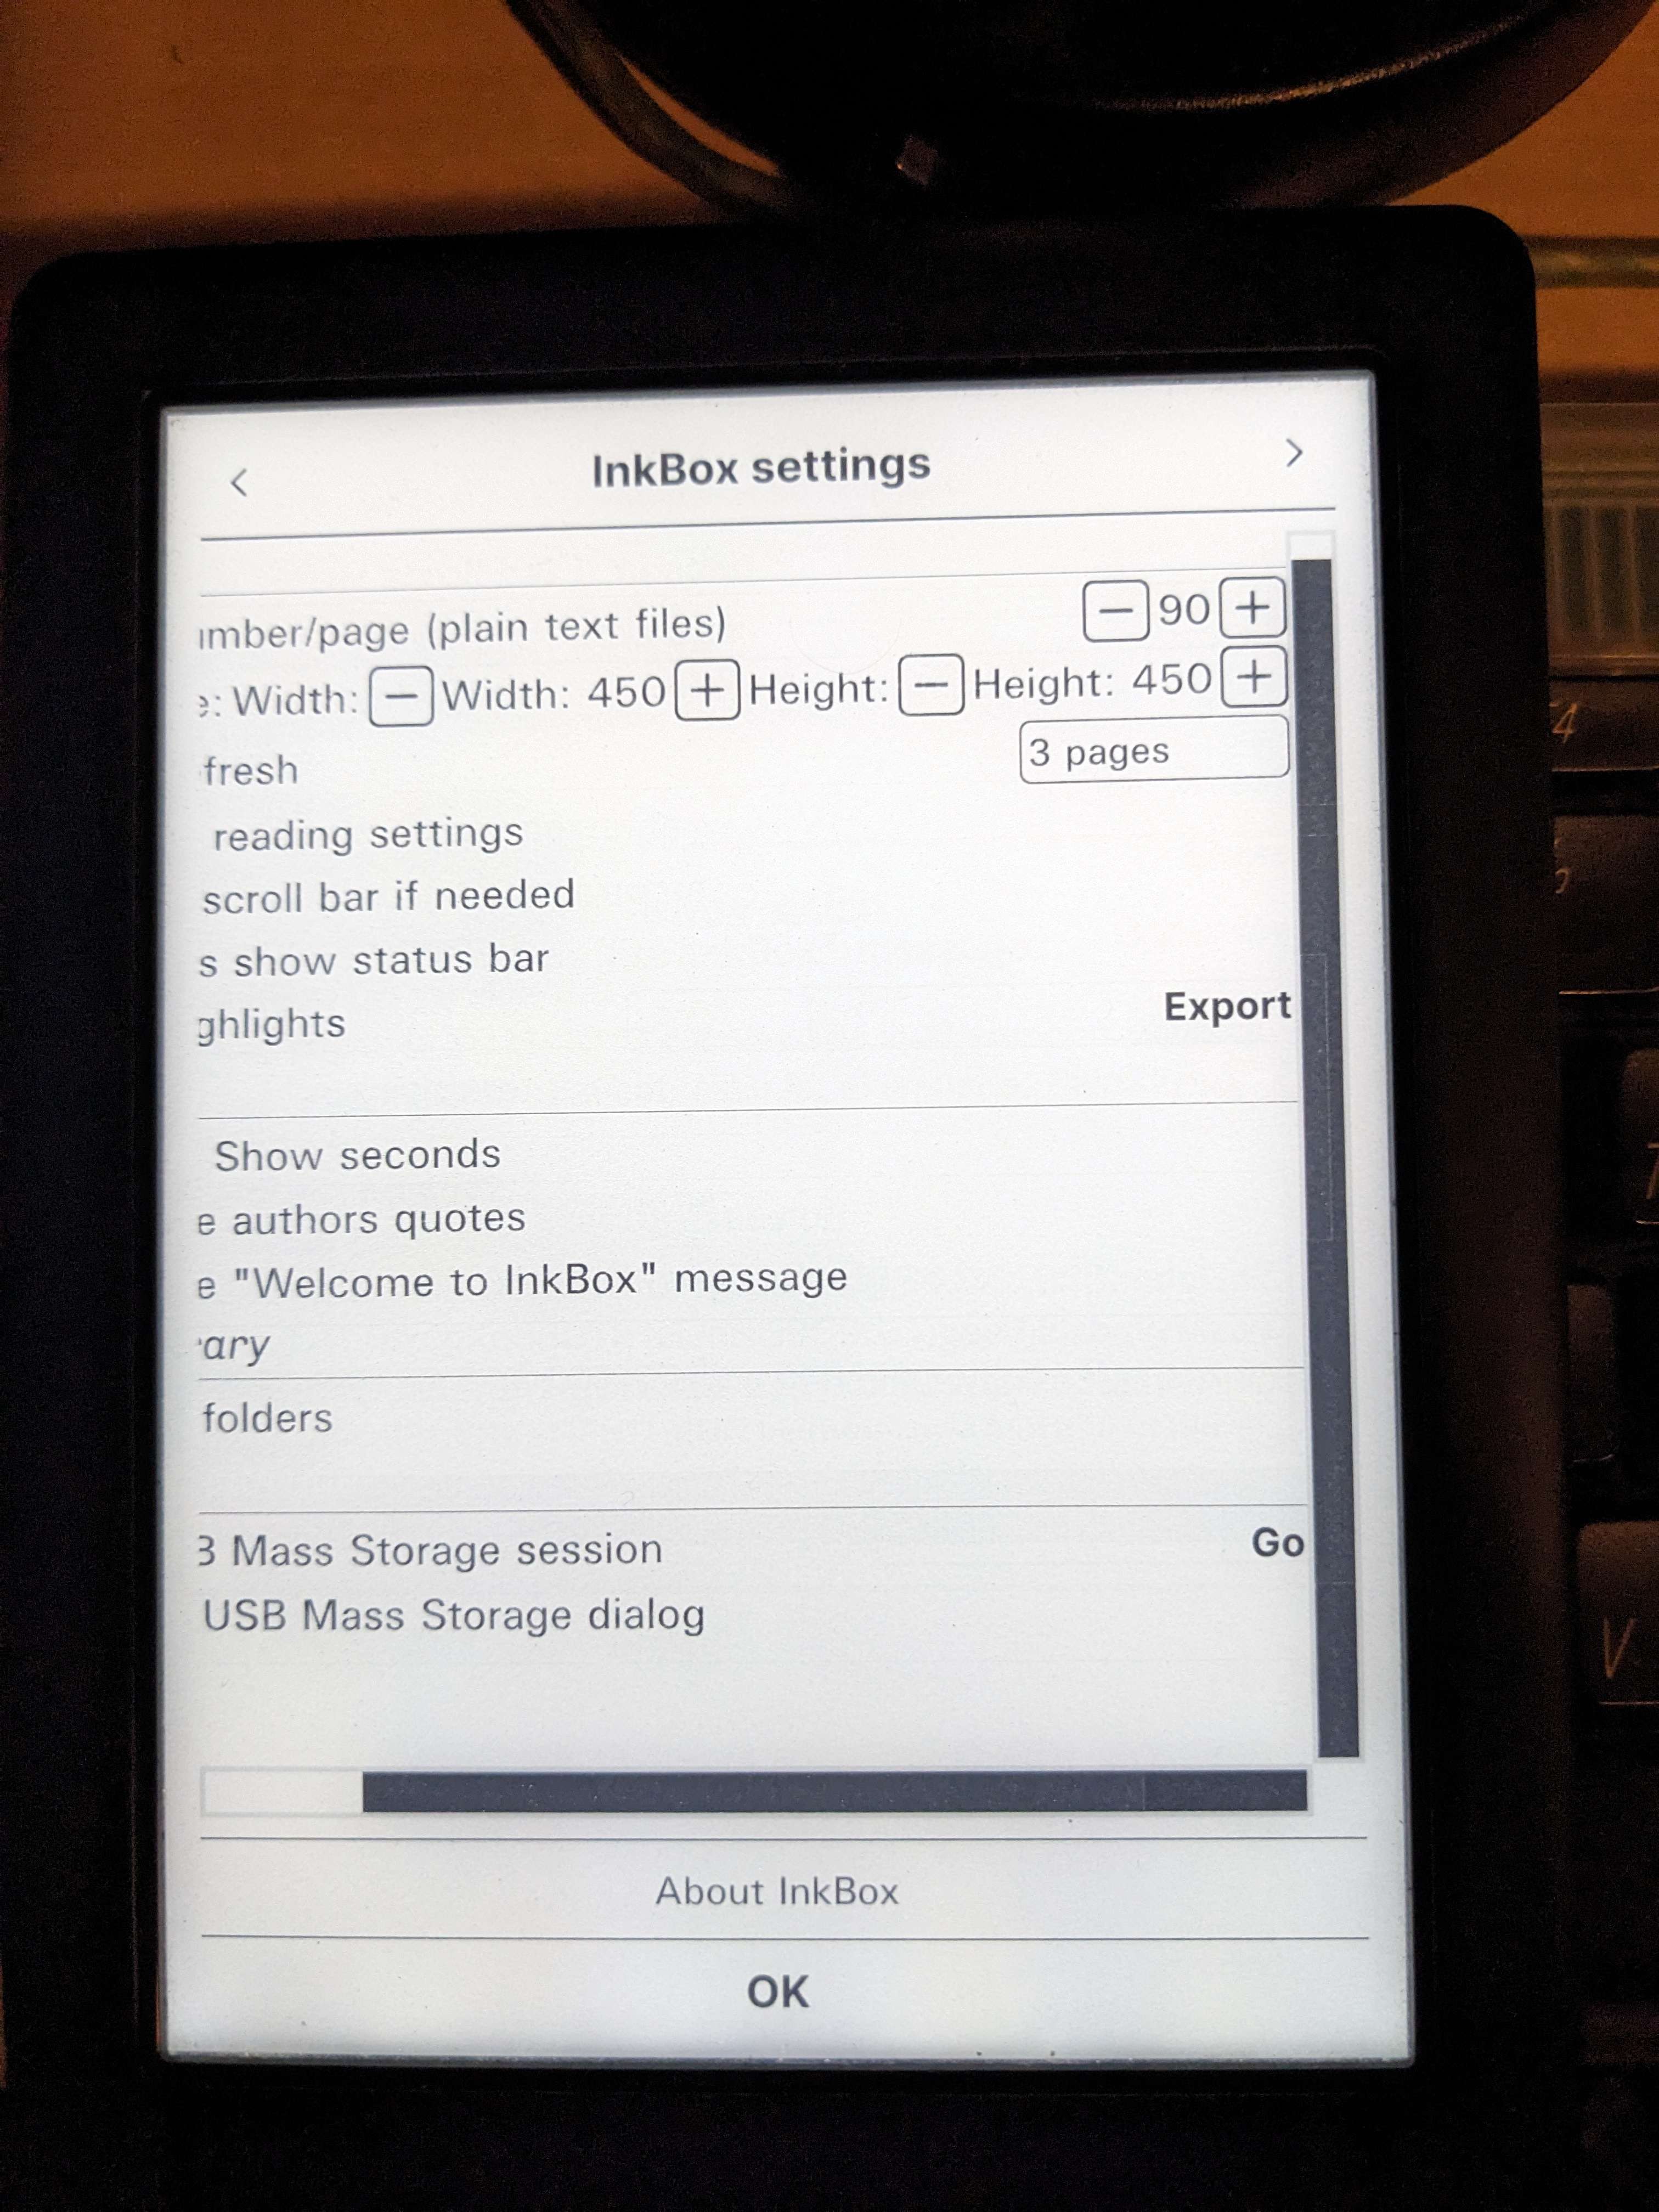 < InkBox settings >
mber/page (plain text files) − 90 +
: Width: − Width: 450 + Height: − Height: 450 +
fresh 3 pages
reading settings
scroll bar if needed
s show status bar
ghlights Export
Show seconds
e authors quotes
e "Welcome to InkBox" message
ary
folders
Mass Storage session Go
USB Mass Storage dialog
About InkBox
OK
4
V